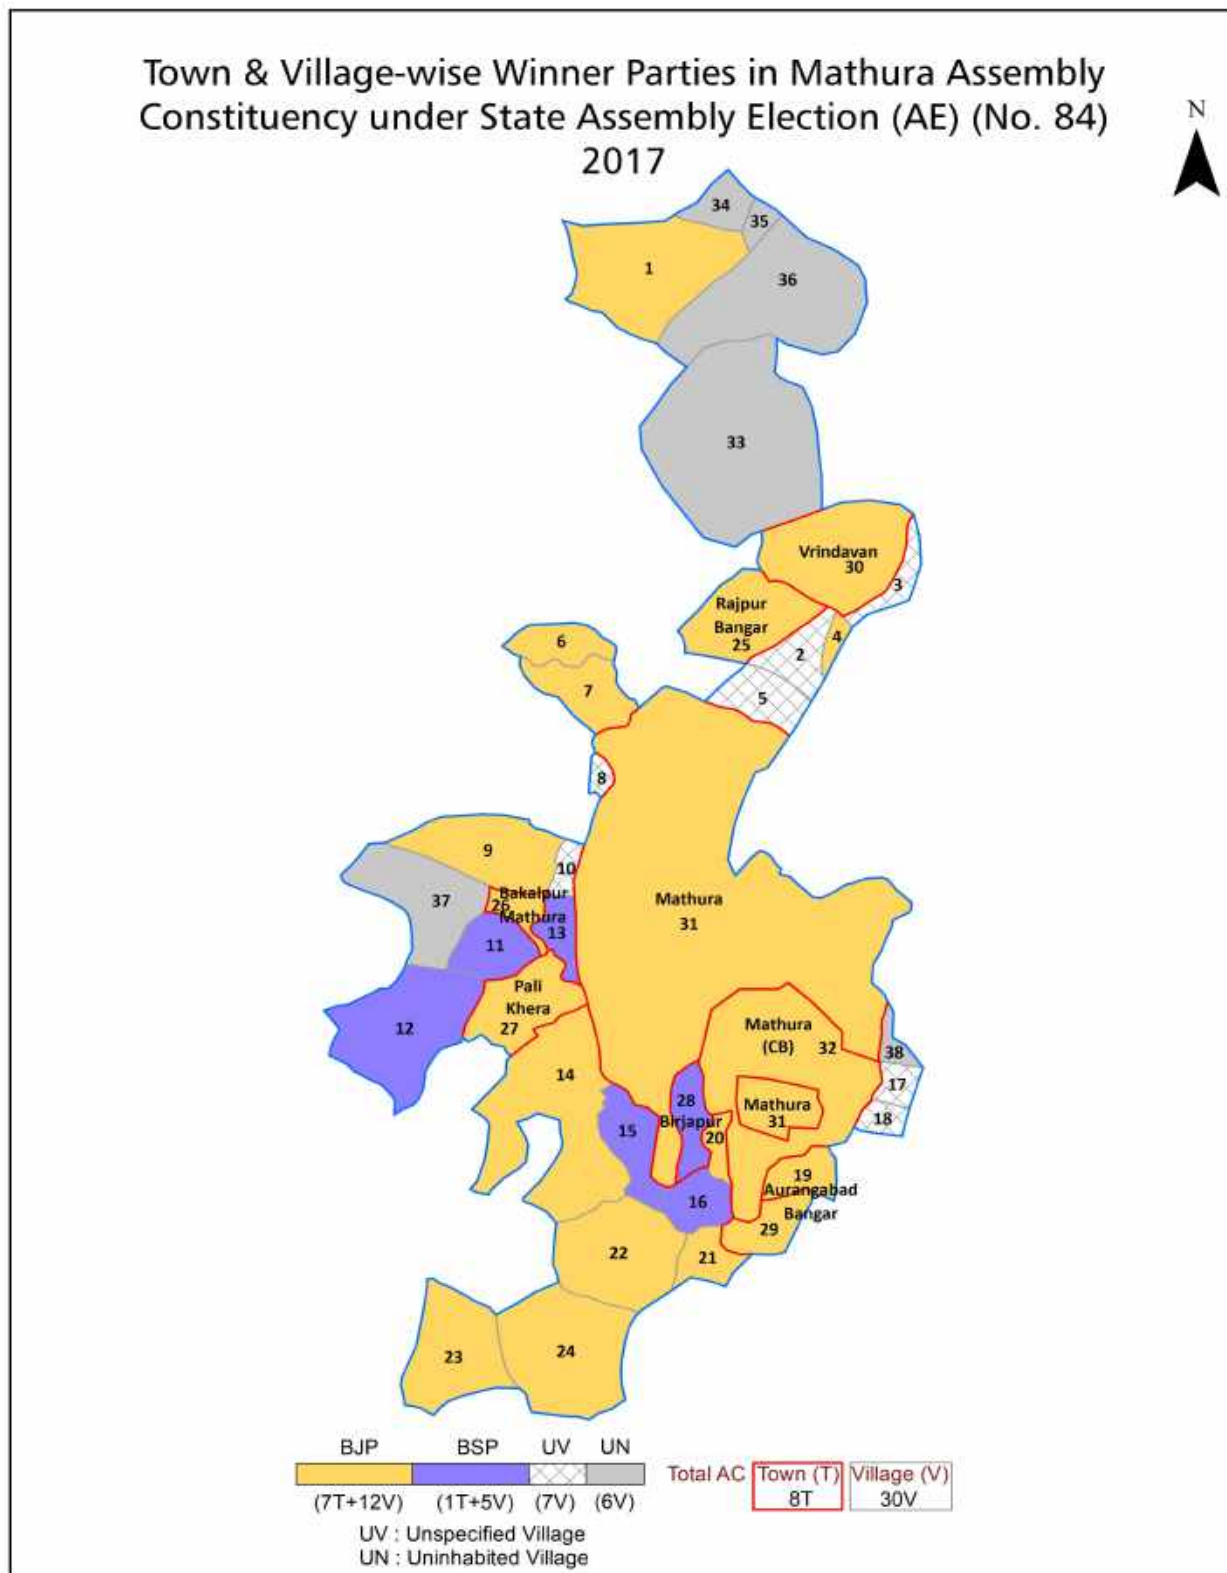 Town & Village-wise Winner Parties in Mathura Assembly
Constituency under State Assembly Election (AE) (No. 84)
2017
N
34
35
1
36
33
Vrindavan
30
3
Rajpur
Bangar
25
4
2
6
7
5
8
9
10
37
Bakalpur
26
Mathura
13
11
Mathura
31
Pali
Khera
27
12
Mathura
(CB)
32
38
14
17
28
Mathura
31
18
15
Birjapur
20
19
Aurangabad
16
Bangar
29
22
21
23
24
BJP BSP UV UN
Total AC Town (T) Village (V)
8T 30V
(7T+12V) (1T+5V) (7V) (6V)
UV : Unspecified Village
UN : Uninhabited Village